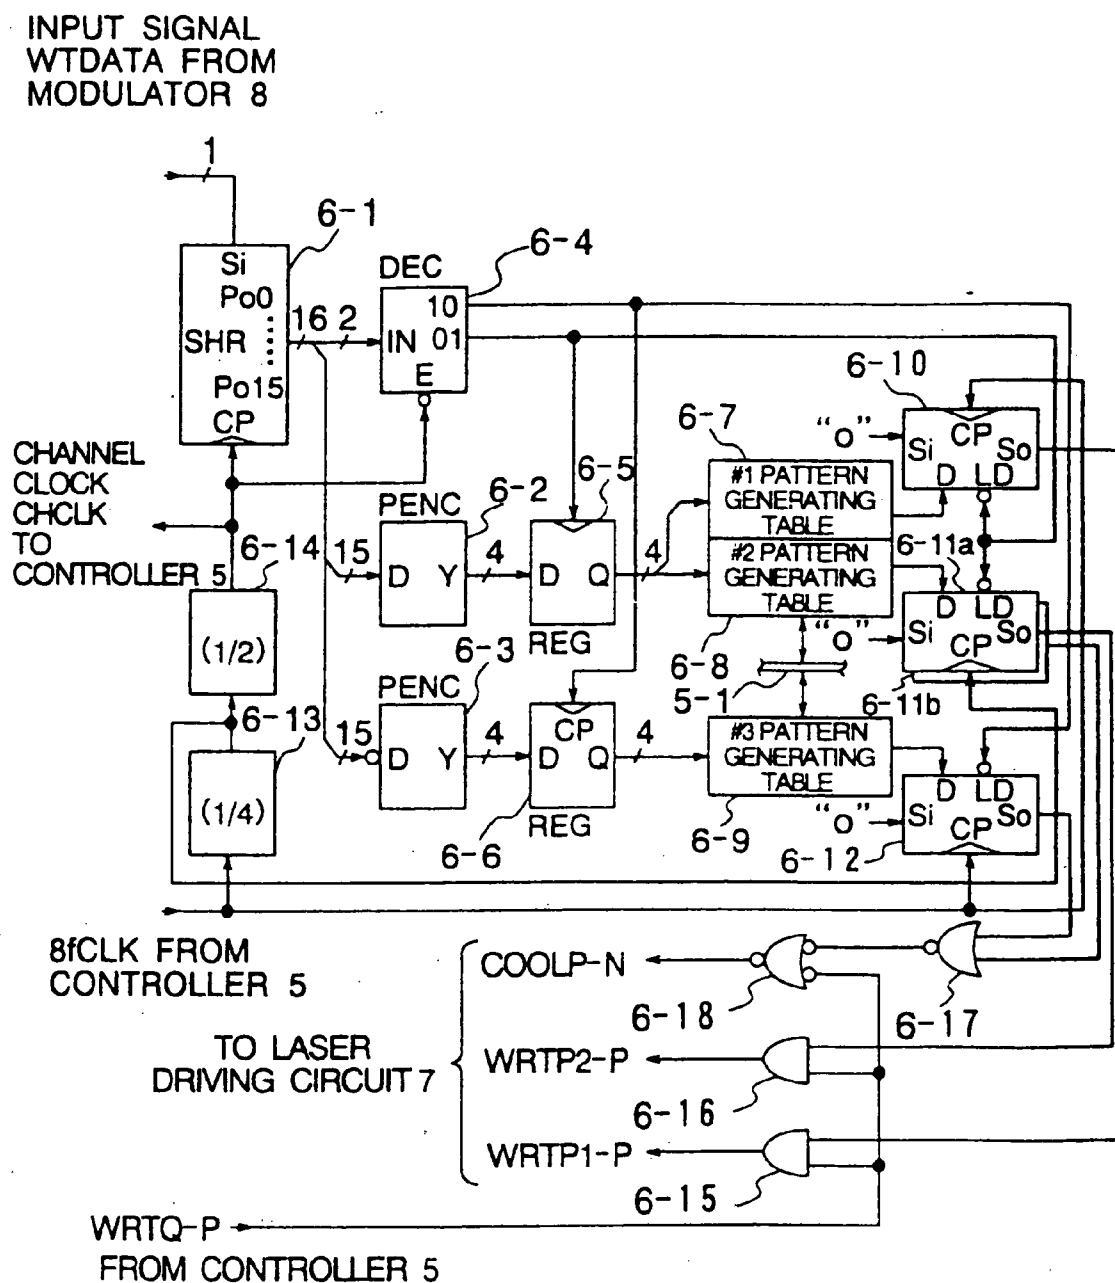 INPUT SIGNAL
WTDATA FROM
MODULATOR 8
1
6-1
Si
Po0
SHR
Po15
CP
16
2
DEC
6-4
10
IN 01
E
CHANNEL
CLOCK
CHCLK
TO
CONTROLLER 5
6-14
(1/2)
6-13
(1/4)
15
PENC
6-2
D Y
4
6-5
D Q
REG
4
6-7
#1 PATTERN
GENERATING
TABLE
#2 PATTERN
GENERATING
TABLE
6-8
5-1
6-10
"o"
Si CP So
D LD
6-11a
D LD
"o"
Si So
CP
6-11b
15
PENC
6-3
D Y
4
CP
D Q
REG
6-6
4
#3 PATTERN
GENERATING
TABLE
6-9
D LD
"o"
Si So
CP
6-12
8fCLK FROM
CONTROLLER 5
COOLP-N
6-18
6-17
TO LASER
DRIVING CIRCUIT 7
WRTP2-P
6-16
WRTP1-P
6-15
WRTQ-P
FROM CONTROLLER 5